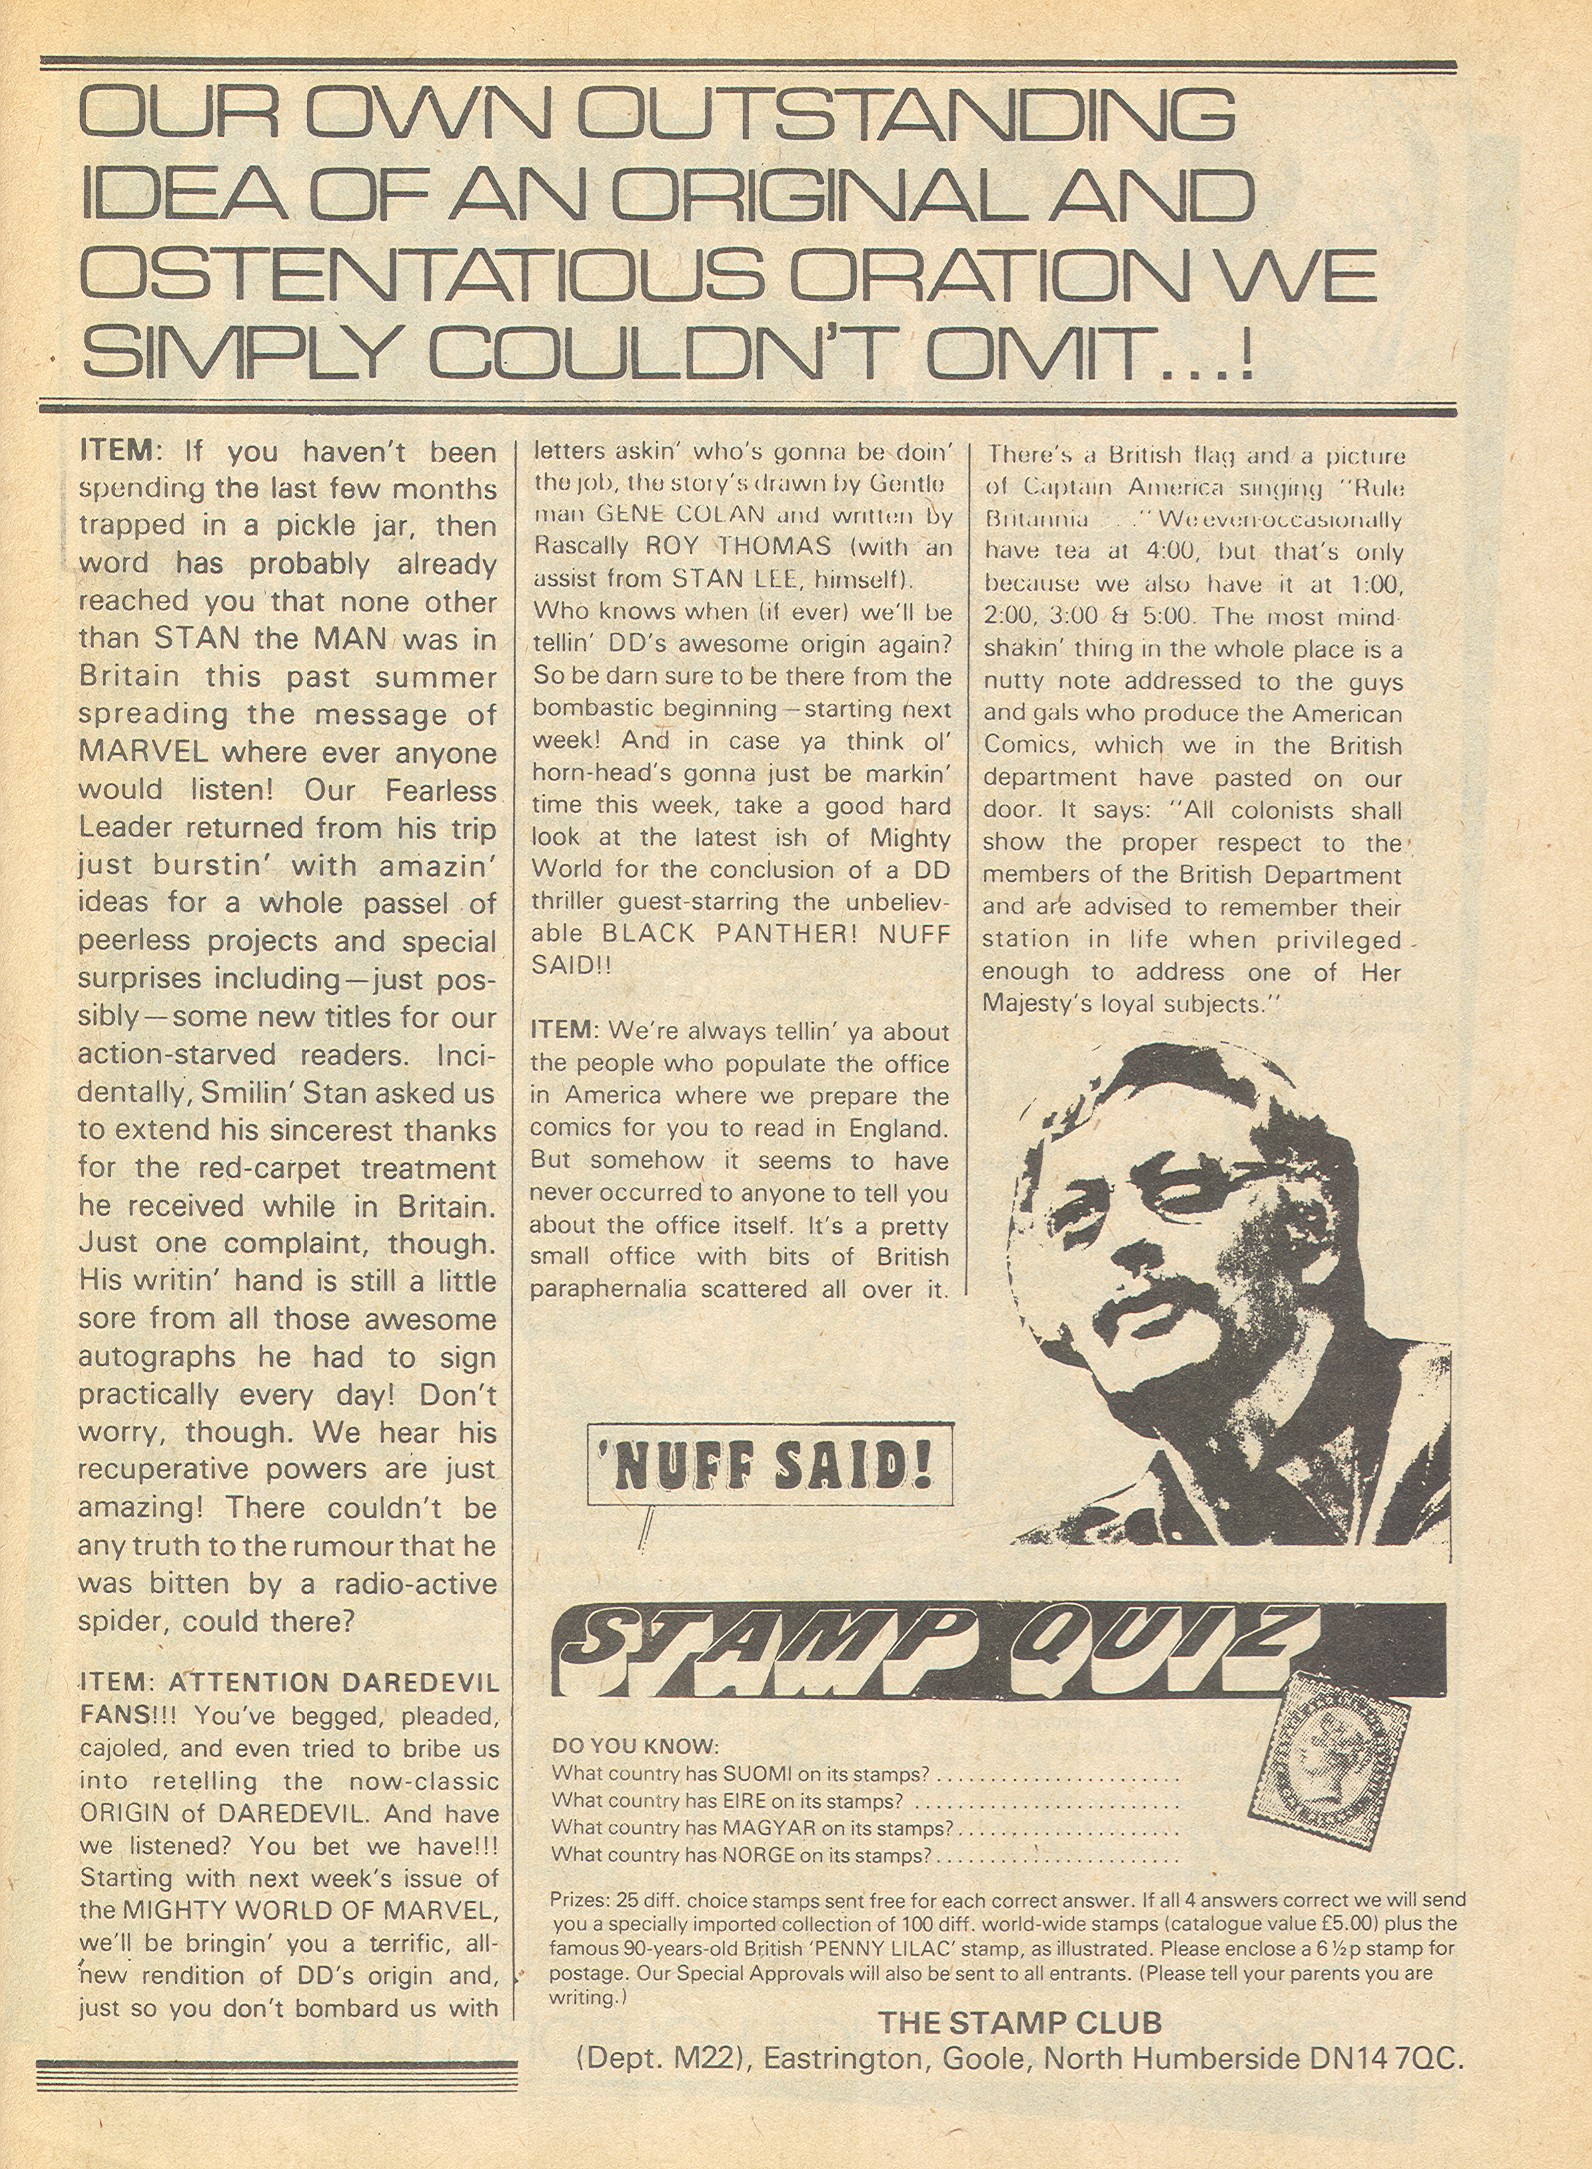 OUR OWN OUTSTANDING
IDEA OF AN ORIGINAL AND
OSTENTATIOUS ORATION WE
SIMPLY COULDN'T OMIT...!
ITEM: If you haven't been
spending the last few months
trapped in a pickle jar, then
word has probably already
reached you that none other
than STAN the MAN was in
Britain this past summer
spreading the message of
MARVEL where ever anyone
would listen! Our Fearless
Leader returned from his trip
just burstin' with amazin'
ideas for a whole passel of
peerless projects and special
surprises including—just pos-
sibly—some new titles for our
action-starved readers. Inci-
dentally, Smilin' Stan asked us
to extend his sincerest thanks
for the red-carpet treatment
he received while in Britain.
Just one complaint, though.
His writin' hand is still a little
sore from all those awesome
autographs he had to sign
practically every day! Don't
worry, though. We hear his
recuperative powers are just
amazing! There couldn't be
any truth to the rumour that he
was bitten by a radio-active
spider, could there?
ITEM: ATTENTION DAREDEVIL
FANS!!! You've begged, pleaded,
cajoled, and even tried to bribe us
into retelling the now-classic
ORIGIN of DAREDEVIL. And have
we listened? You bet we have!!!
Starting with next week's issue of
the MIGHTY WORLD OF MARVEL,
we'll be bringin' you a terrific, all-
new rendition of DD's origin and,
just so you don't bombard us with
letters askin' who's gonna be doin'
the job, the story's drawn by Gentle
man GENE COLAN and written by
Rascally ROY THOMAS (with an
assist from STAN LEE, himself).
Who knows when (if ever) we'll be
tellin' DD's awesome origin again?
So be darn sure to be there from the
bombastic beginning—starting next
week! And in case ya think ol'
horn-head's gonna just be markin'
time this week, take a good hard
look at the latest ish of Mighty
World for the conclusion of a DD
thriller guest-starring the unbeliev-
able BLACK PANTHER! NUFF
SAID!!
ITEM: We're always tellin' ya about
the people who populate the office
in America where we prepare the
comics for you to read in England.
But somehow it seems to have
never occurred to anyone to tell you
about the office itself. It's a pretty
small office with bits of British
paraphernalia scattered all over it.
There's a British flag and a picture
of Captain America singing "Rule
Britannia . . ." We even occasionally
have tea at 4:00, but that's only
because we also have it at 1:00,
2:00, 3:00 & 5:00. The most mind-
shakin' thing in the whole place is a
nutty note addressed to the guys
and gals who produce the American
Comics, which we in the British
department have pasted on our
door. It says: "All colonists shall
show the proper respect to the
members of the British Department
and are advised to remember their
station in life when privileged
enough to address one of Her
Majesty's loyal subjects."
'NUFF SAID!
STAMP QUIZ
DO YOU KNOW:
What country has SUOMI on its stamps? . . . . . . . . . . . . . . . . . . . . . . .
What country has EIRE on its stamps? . . . . . . . . . . . . . . . . . . . . . . . . .
What country has MAGYAR on its stamps? . . . . . . . . . . . . . . . . . . . . .
What country has NORGE on its stamps? . . . . . . . . . . . . . . . . . . . . . . .
Prizes: 25 diff. choice stamps sent free for each correct answer. If all 4 answers correct we will send
you a specially imported collection of 100 diff. world-wide stamps (catalogue value £5.00) plus the
famous 90-years-old British 'PENNY LILAC' stamp, as illustrated. Please enclose a 6½p stamp for
postage. Our Special Approvals will also be sent to all entrants. (Please tell your parents you are
writing.)
THE STAMP CLUB
(Dept. M22), Eastrington, Goole, North Humberside DN14 7QC.